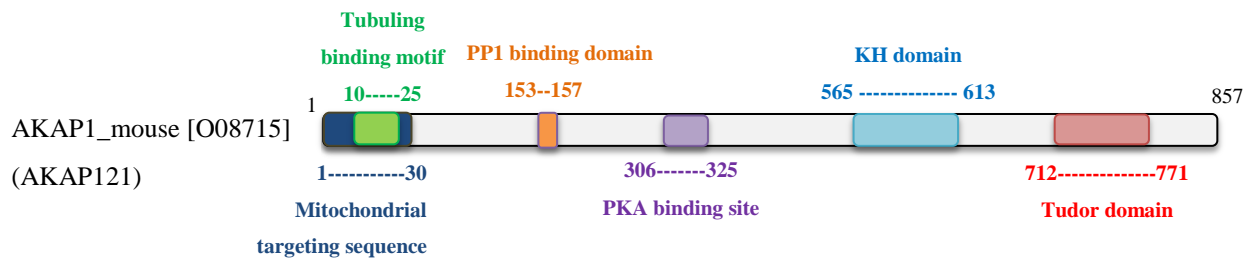 Tubuling
binding motif
PP1 binding domain
KH domain
10-----25
153--157
565 -------------- 613
1
857
AKAP1_mouse [O08715]
(AKAP121)
1-----------30
306-------325
712--------------771
Mitochondrial
targeting sequence
PKA binding site
Tudor domain